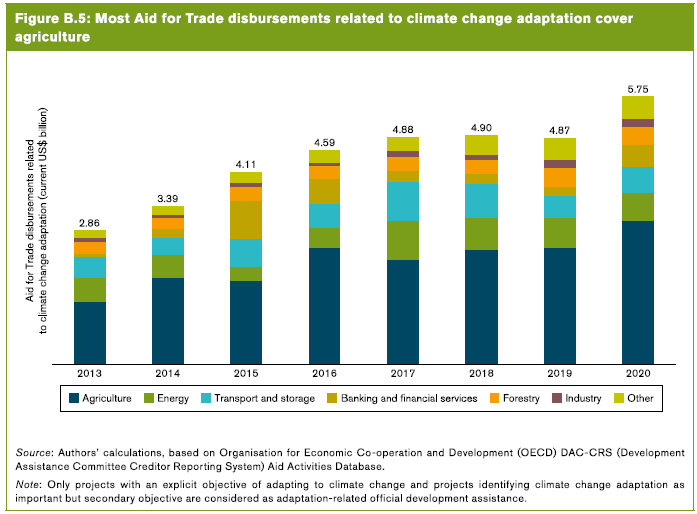 Figure B.5: Most Aid for Trade disbursements related to climate change adaptation cover
agriculture
Aid for Trade disbursements related
to climate change adaptation (current US$ billion)
2.86
3.39
4.11
4.59
4.88
4.90
4.87
5.75
2013 2014 2015 2016 2017 2018 2019 2020
Agriculture Energy Transport and storage Banking and financial services Forestry Industry Other
Source: Authors' calculations, based on Organisation for Economic Co-operation and Development (OECD) DAC-CRS (Development
Assistance Committee Creditor Reporting System) Aid Activities Database.
Note: Only projects with an explicit objective of adapting to climate change and projects identifying climate change adaptation as
important but secondary objective are considered as adaptation-related official development assistance.